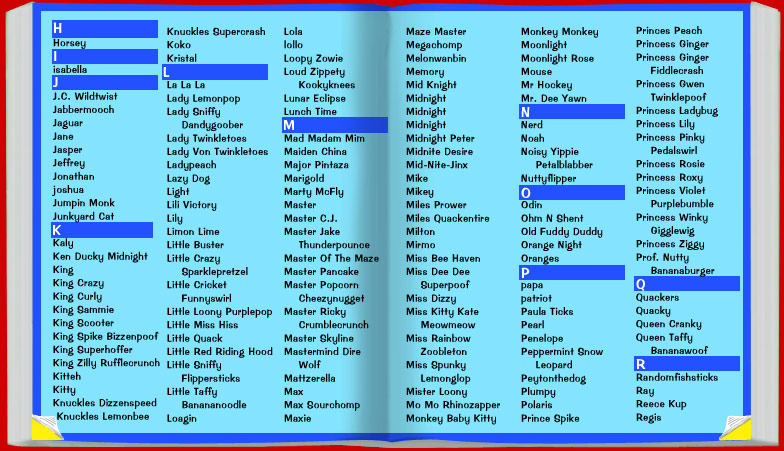 H
Horsey
I
isabella
J
J.C. Wildtwist
Jabbermooch
Jaguar
Jane
Jasper
Jeffrey
Jonathan
joshua
Jumpin Monk
Junkyard Cat
K
Kaly
Ken Ducky Midnight
King
King Crazy
King Curly
King Sammie
King Scooter
King Spike Bizzenpoof
King Superhoffer
King Zilly Rufflecrunch
Kitteh
Kitty
Knuckles Dizzenspeed
Knuckles Lemonbee
Knuckles Supercrash
Koko
Kristal
L
La La La
Lady Lemonpop
Lady Sniffy
Dandygoober
Lady Twinkletoes
Lady Von Twinkletoes
Ladypeach
Lazy Dog
Light
Lili Victory
Lily
Limon Lime
Little Buster
Little Crazy
Sparklepretzel
Little Cricket
Funnyswirl
Little Loony Purplepop
Little Miss Hiss
Little Quack
Little Red Riding Hood
Little Sniffy
Flippersticks
Little Taffy
Banananoodle
Loagin
Lola
lollo
Loopy Zowie
Loud Zippety
Kookyknees
Lunar Eclipse
Lunch Time
M
Mad Madam Mim
Maiden China
Major Pintaza
Marigold
Marty McFly
Master
Master C.J.
Master Jake
Thunderpounce
Master Of The Maze
Master Pancake
Master Popcorn
Cheezynugget
Master Ricky
Crumblecrunch
Master Skyline
Mastermind Dire
Wolf
Mattzerella
Max
Max Sourchomp
Maxie
Maze Master
Megachomp
Melonwanbin
Memory
Mid Knight
Midnight
Midnight
Midnight
Midnight Peter
Midnite Desire
Mid-Nite-Jinx
Mike
Mikey
Miles Prower
Miles Quackentire
Milton
Mirmo
Miss Bee Haven
Miss Dee Dee
Superpoof
Miss Dizzy
Miss Kitty Kate
Meowmeow
Miss Rainbow
Zoobleton
Miss Spunky
Lemonglop
Mister Loony
Mo Mo Rhinozapper
Monkey Baby Kitty
Monkey Monkey
Moonlight
Moonlight Rose
Mouse
Mr Hockey
Mr. Dee Yawn
N
Nerd
Noah
Noisy Yippie
Petalblabber
Nuttyflipper
O
Odin
Ohm N Shent
Old Fuddy Duddy
Orange Night
Oranges
P
papa
patriot
Paula Ticks
Pearl
Penelope
Peppermint Snow
Leopard
Peytonthedog
Plumpy
Polaris
Prince Spike
Princes Peach
Princess Ginger
Princess Ginger
Fiddlecrash
Princess Gwen
Twinklepoof
Princess Ladybug
Princess Lily
Princess Pinky
Pedalswirl
Princess Rosie
Princess Roxy
Princess Violet
Purplebumble
Princess Winky
Gigglewig
Princess Ziggy
Prof. Nutty
Bananaburger
Q
Quackers
Quacky
Queen Cranky
Queen Taffy
Bananawoof
R
Randomfishsticks
Ray
Reece Kup
Regis